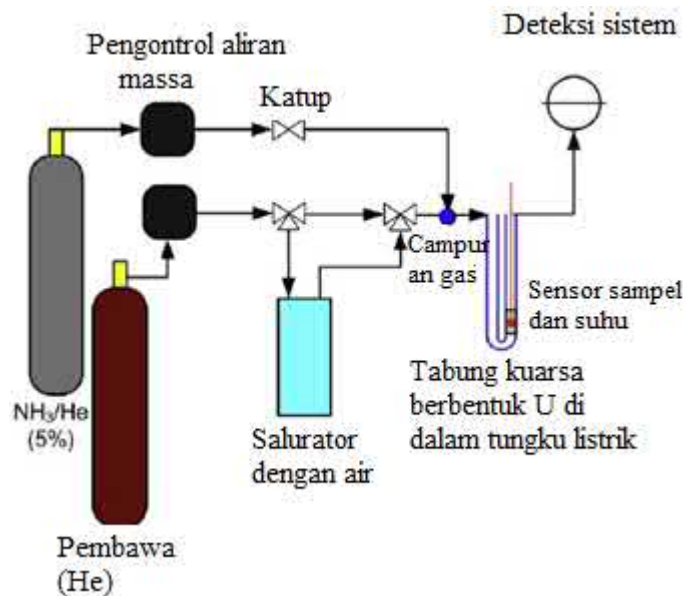 Deteksi sistem
Pengontrol aliran
massa
Katup
Campur
an gas
Sensor sampel
dan suhu
NH₃/He
(5%)
Salurator
dengan air
Tabung kuarsa
berbentuk U di
dalam tungku listrik
Pembawa
(He)